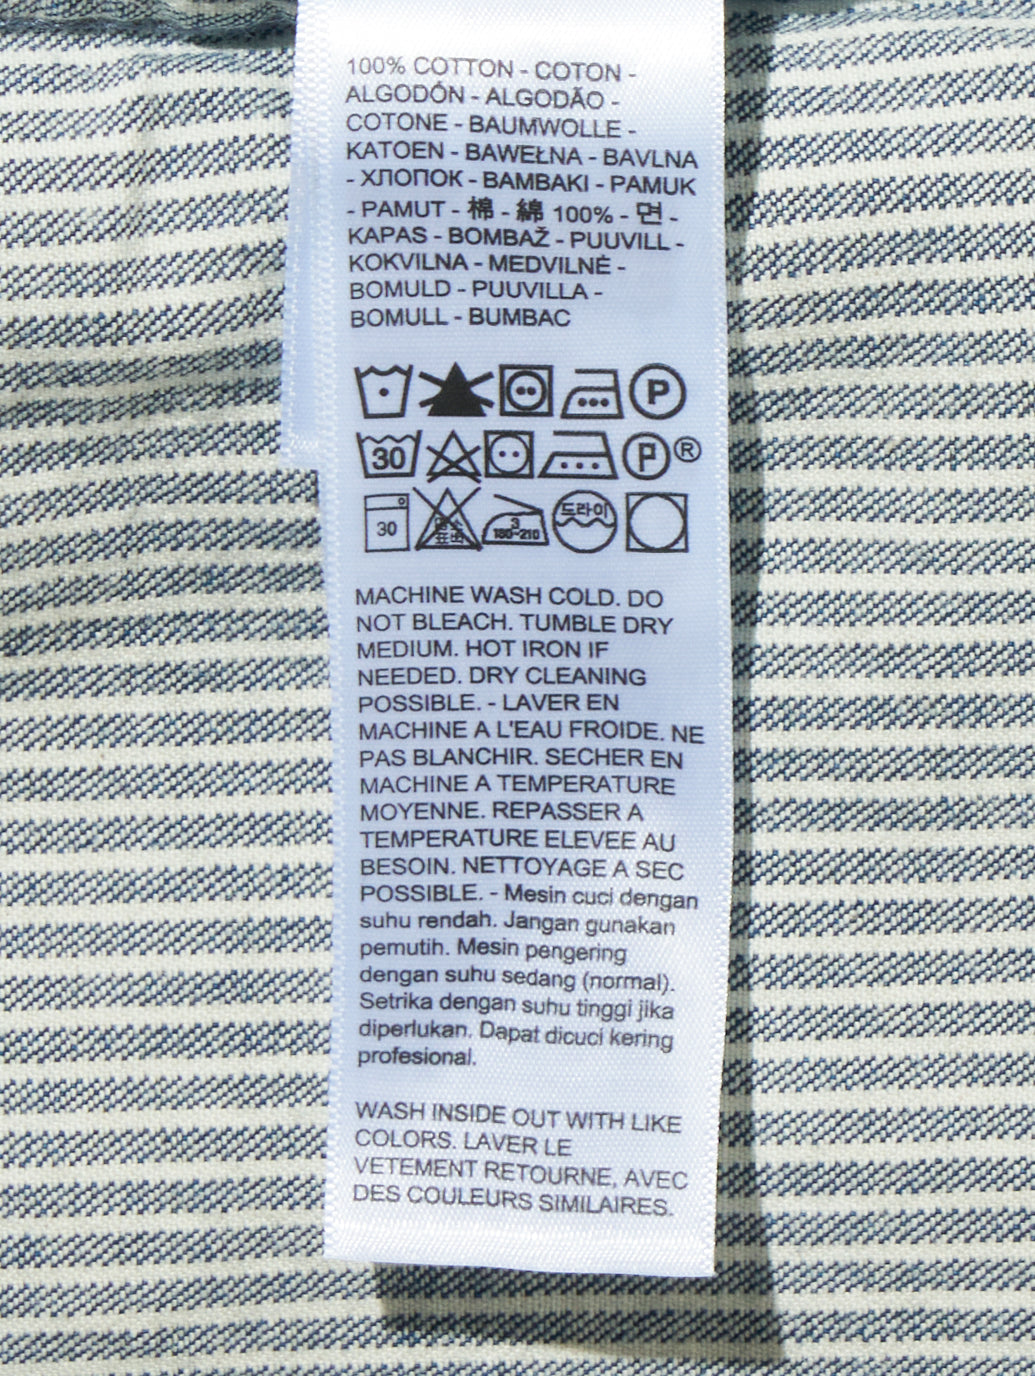 100% COTTON - COTON -
ALGODÓN - ALGODÃO -
COTONE - BAUMWOLLE -
KATOEN - BAWEŁNA - BAVLNA
- ХЛОПОК - BAMBAKI - PAMUK
- PAMUT - 棉 - 綿 100% - 면 -
KAPAS - BOMBAŽ - PUUVILL -
KOKVILNA - MEDVILNĖ -
BOMULD - PUUVILLA -
BOMULL - BUMBAC
P
30 P ®
30 3 180~210 드라이
MACHINE WASH COLD. DO
NOT BLEACH. TUMBLE DRY
MEDIUM. HOT IRON IF
NEEDED. DRY CLEANING
POSSIBLE. - LAVER EN
MACHINE A L'EAU FROIDE. NE
PAS BLANCHIR. SECHER EN
MACHINE A TEMPERATURE
MOYENNE. REPASSER A
TEMPERATURE ELEVEE AU
BESOIN. NETTOYAGE A SEC
POSSIBLE. - Mesin cuci dengan
suhu rendah. Jangan gunakan
pemutih. Mesin pengering
dengan suhu sedang (normal).
Setrika dengan suhu tinggi jika
diperlukan. Dapat dicuci kering
profesional.
WASH INSIDE OUT WITH LIKE
COLORS. LAVER LE
VETEMENT RETOURNE, AVEC
DES COULEURS SIMILAIRES.